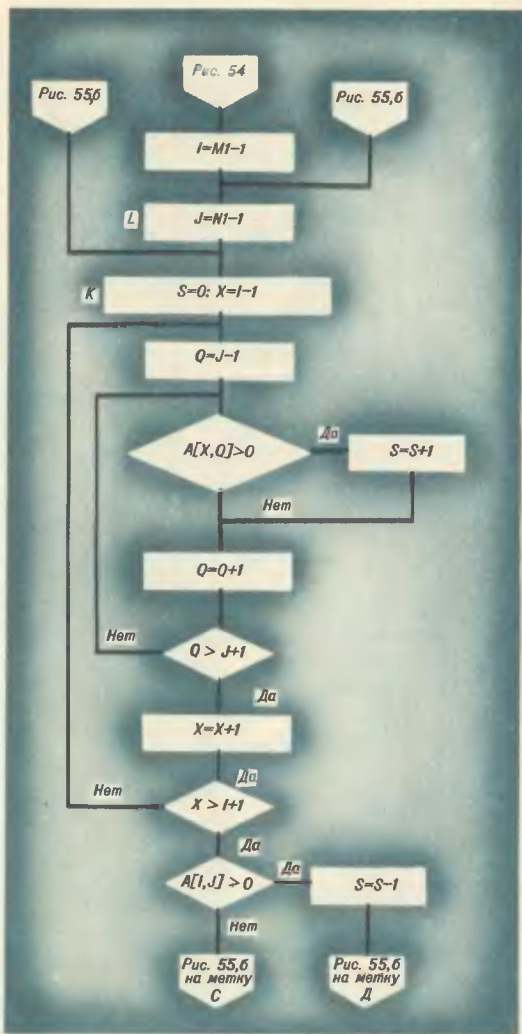 Рис. 55,б
Рис. 54
Рис. 55,б
I=M1-1
L
J=N1-1
K
S=0: X=I-1
Q=J-1
A[X,Q]>0
Да
S=S+1
Нет
Q=Q+1
Нет
Q > J+1
Да
X=X+1
Да
Нет
X > I+1
Да
A[I,J] > 0
Да
S=S-1
Нет
Рис. 55,б
на метку
С
Рис. 55,б
на метку
Д